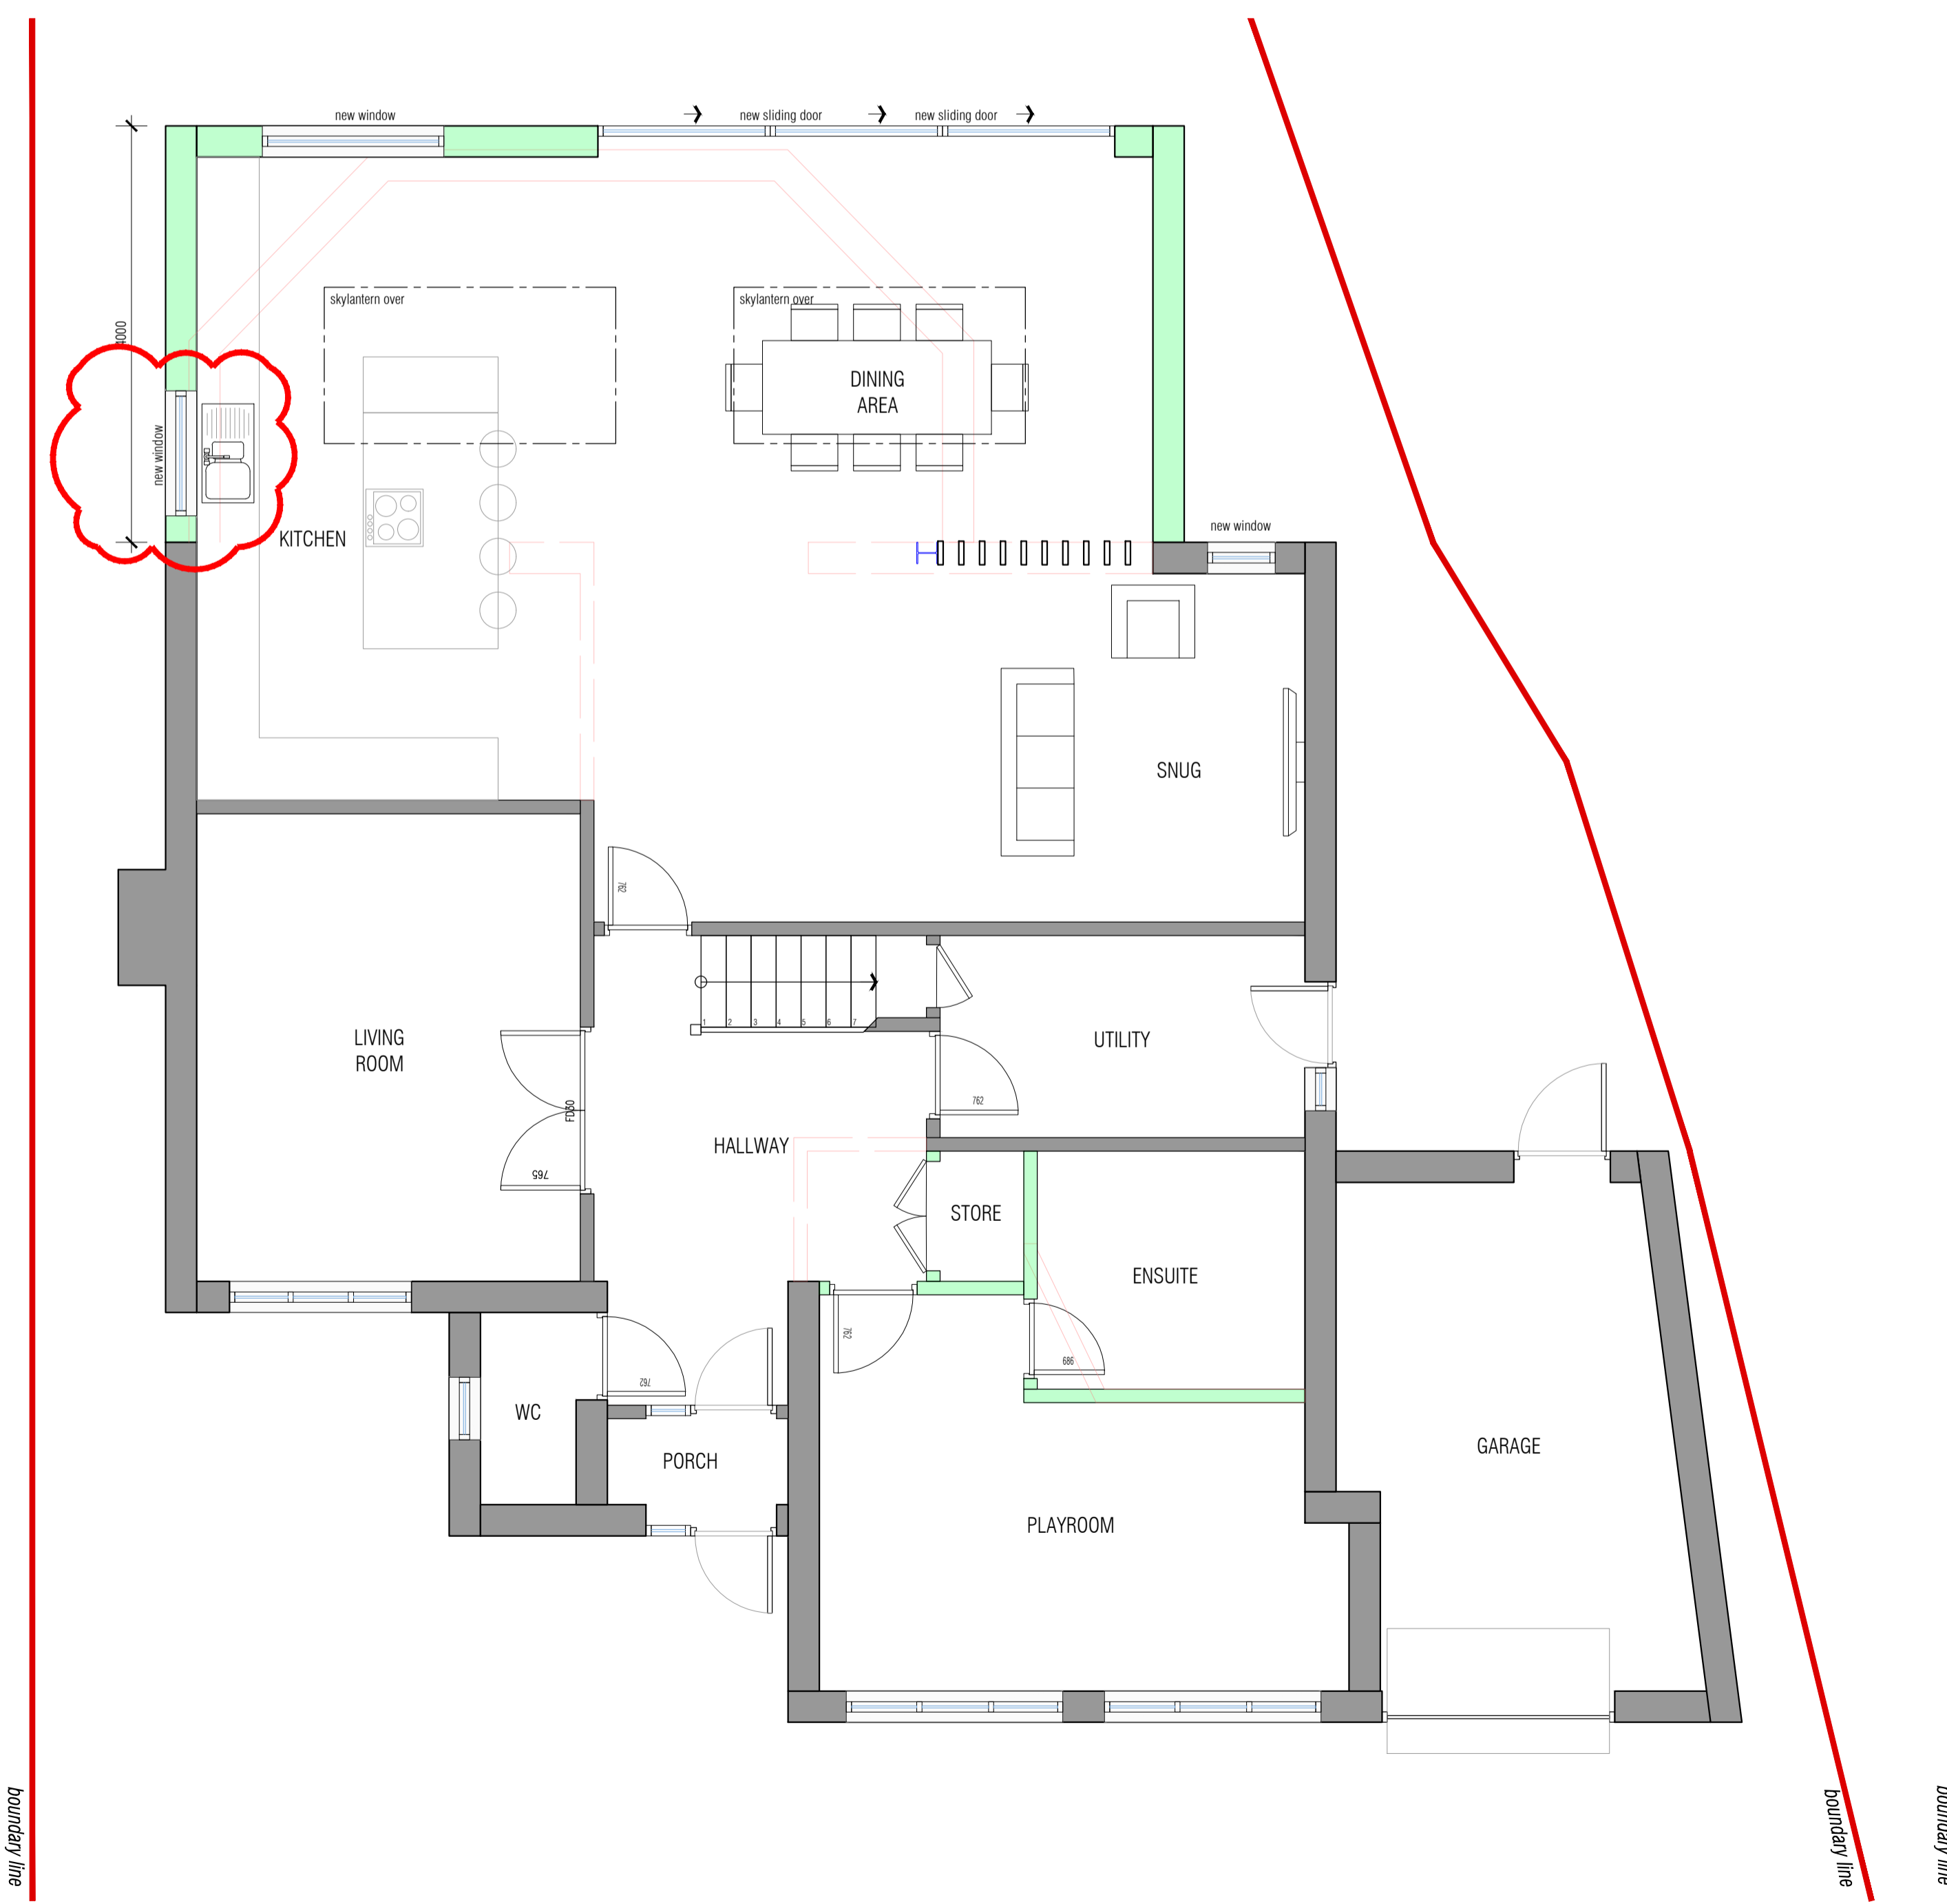 new window
new sliding door
new sliding door
4000
skylantern over
skylantern over
DINING
AREA
new window
KITCHEN
new window
SNUG
762
1 2 3 4 5 6 7
LIVING
ROOM
UTILITY
762
FD30
HALLWAY
765
STORE
ENSUITE
762
686
762
WC
PORCH
GARAGE
PLAYROOM
boundary line
boundary line
boundary line